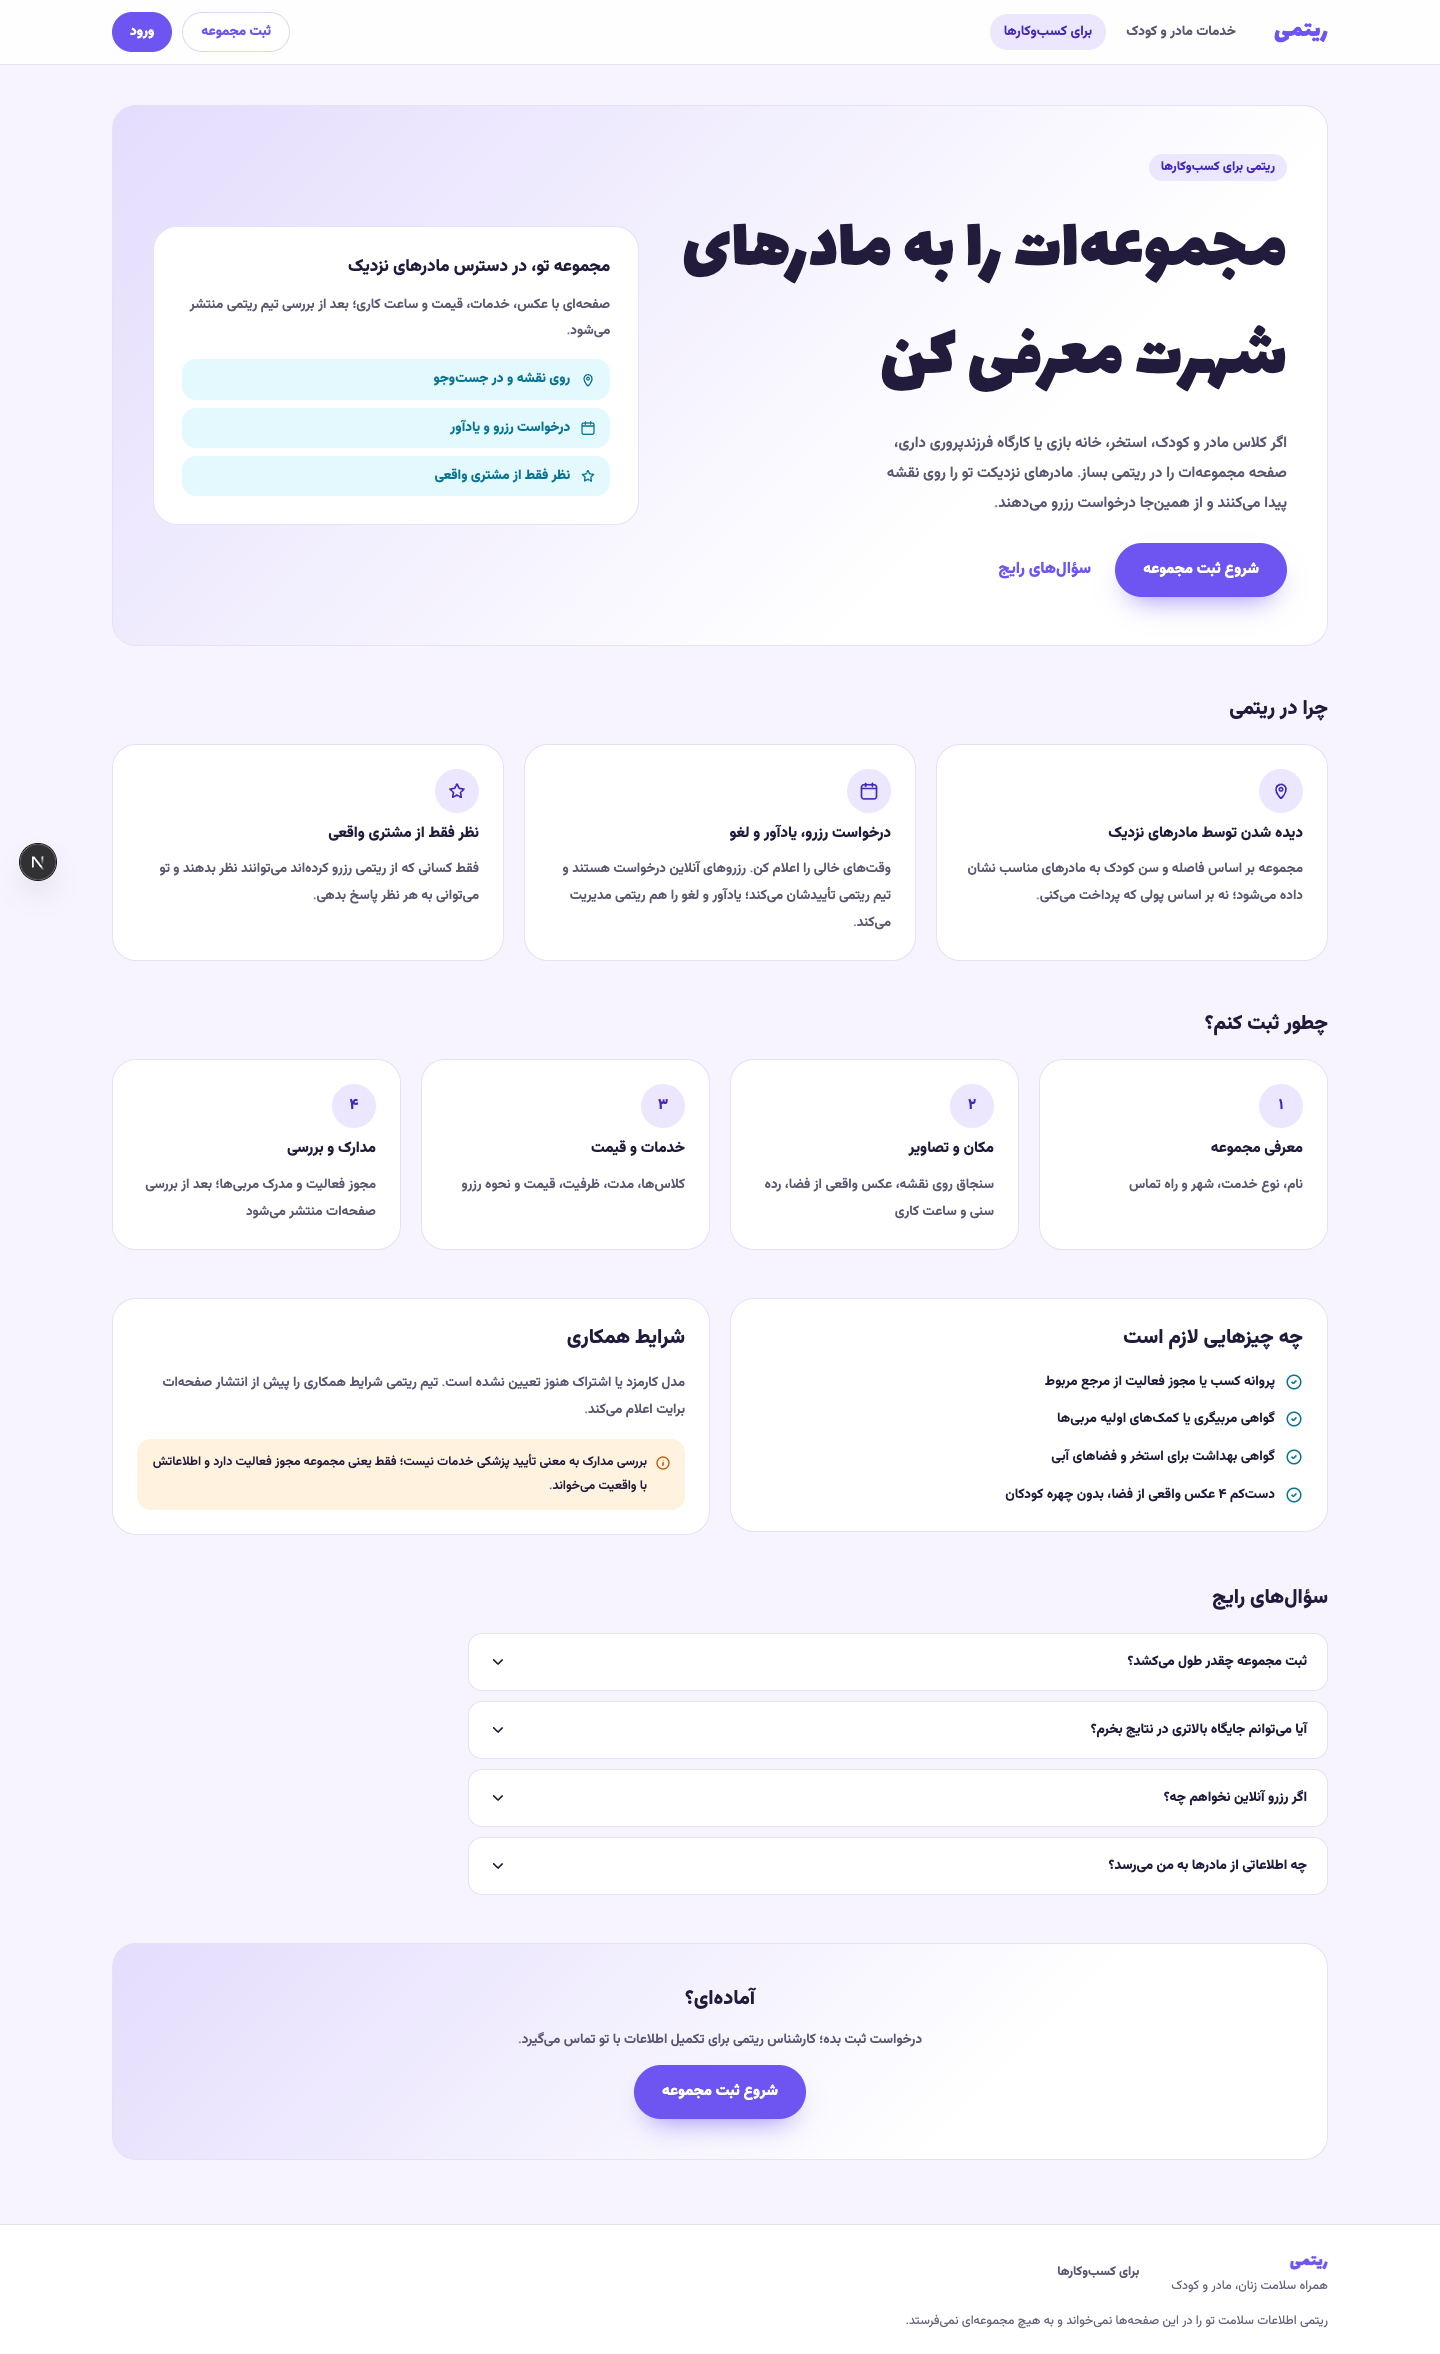 ریتمی
خدمات مادر و کودک
برای کسب‌وکارها
ثبت مجموعه
ورود
ریتمی برای کسب‌وکارها
مجموعه‌ات را به مادرهای
شهرت معرفی کن
اگر کلاس مادر و کودک، استخر، خانه بازی یا کارگاه فرزندپروری داری،
صفحه مجموعه‌ات را در ریتمی بساز. مادرهای نزدیکت تو را روی نقشه
پیدا می‌کنند و از همین‌جا درخواست رزرو می‌دهند.
شروع ثبت مجموعه
سؤال‌های رایج
مجموعه تو، در دسترس مادرهای نزدیک
صفحه‌ای با عکس، خدمات، قیمت و ساعت کاری؛ بعد از بررسی تیم ریتمی منتشر
می‌شود.
روی نقشه و در جست‌وجو
درخواست رزرو و یادآور
نظر فقط از مشتری واقعی
چرا در ریتمی
دیده شدن توسط مادرهای نزدیک
مجموعه بر اساس فاصله و سن کودک به مادرهای مناسب نشان
داده می‌شود؛ نه بر اساس پولی که پرداخت می‌کنی.
درخواست رزرو، یادآور و لغو
وقت‌های خالی را اعلام کن. رزروهای آنلاین درخواست هستند و
تیم ریتمی تأییدشان می‌کند؛ یادآور و لغو را هم ریتمی مدیریت
می‌کند.
نظر فقط از مشتری واقعی
فقط کسانی که از ریتمی رزرو کرده‌اند می‌توانند نظر بدهند و تو
می‌توانی به هر نظر پاسخ بدهی.
چطور ثبت کنم؟
۱
معرفی مجموعه
نام، نوع خدمت، شهر و راه تماس
۲
مکان و تصاویر
سنجاق روی نقشه، عکس واقعی از فضا، رده
سنی و ساعت کاری
۳
خدمات و قیمت
کلاس‌ها، مدت، ظرفیت، قیمت و نحوه رزرو
۴
مدارک و بررسی
مجوز فعالیت و مدرک مربی‌ها؛ بعد از بررسی
صفحه‌ات منتشر می‌شود
چه چیزهایی لازم است
پروانه کسب یا مجوز فعالیت از مرجع مربوط
گواهی مربیگری یا کمک‌های اولیه مربی‌ها
گواهی بهداشت برای استخر و فضاهای آبی
دست‌کم ۴ عکس واقعی از فضا، بدون چهره کودکان
شرایط همکاری
مدل کارمزد یا اشتراک هنوز تعیین نشده است. تیم ریتمی شرایط همکاری را پیش از انتشار صفحه‌ات
برایت اعلام می‌کند.
بررسی مدارک به معنی تأیید پزشکی خدمات نیست؛ فقط یعنی مجموعه مجوز فعالیت دارد و اطلاعاتش
با واقعیت می‌خواند.
سؤال‌های رایج
ثبت مجموعه چقدر طول می‌کشد؟
آیا می‌توانم جایگاه بالاتری در نتایج بخرم؟
اگر رزرو آنلاین نخواهم چه؟
چه اطلاعاتی از مادرها به من می‌رسد؟
آماده‌ای؟
درخواست ثبت بده؛ کارشناس ریتمی برای تکمیل اطلاعات با تو تماس می‌گیرد.
شروع ثبت مجموعه
ریتمی
همراه سلامت زنان، مادر و کودک
برای کسب‌وکارها
ریتمی اطلاعات سلامت تو را در این صفحه‌ها نمی‌خواند و به هیچ مجموعه‌ای نمی‌فرستد.
N